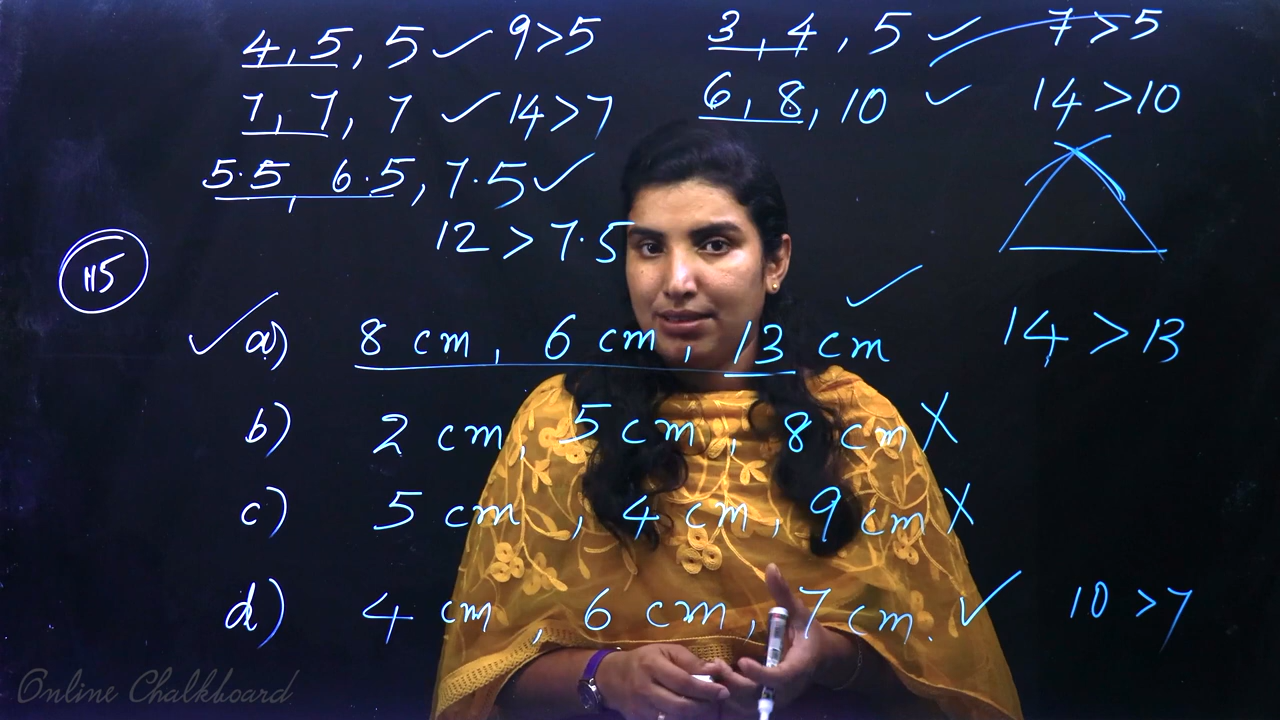 4, 5, 5 ✓ 9>5 3, 4, 5 ✓ 7>5
7, 7, 7 ✓ 14>7 6, 8, 10 ✓ 14>10
5.5 , 6.5, 7.5 ✓
12 > 7.5
115
✓ a) 8 cm, 6 cm, 13 cm ✓ 14 > 13
b) 2 cm, 5 cm, 8 cm X
c) 5 cm, 4 cm, 9 cm X
d) 4 cm, 6 cm, 7 cm. ✓ 10 >7
Online Chalkboard